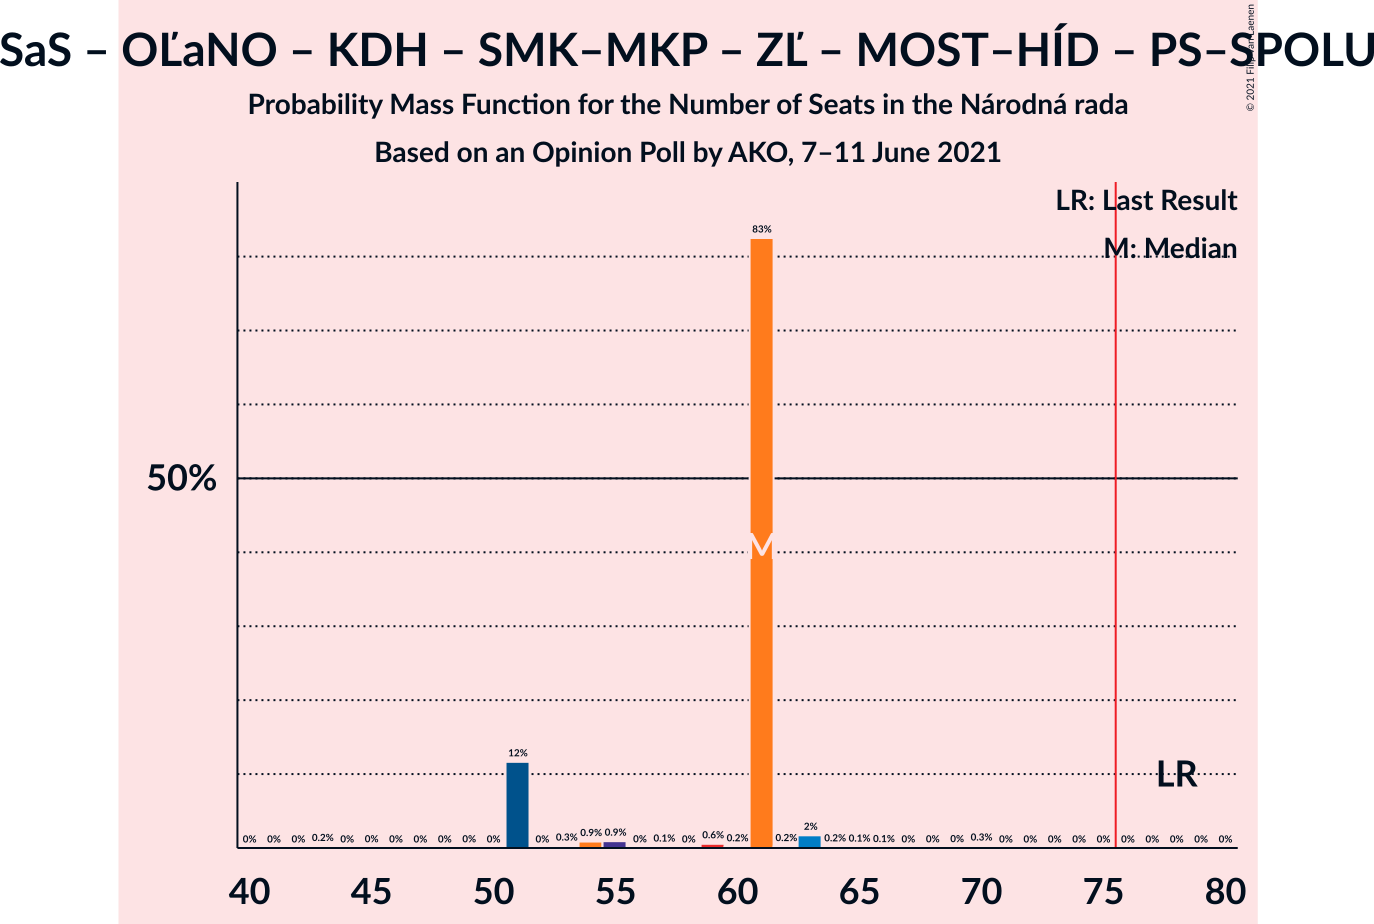 SaS – OĽaNO – KDH – SMK–MKP – ZĽ – MOST–HÍD – PS–SPOLU
© 2021 Filip van Laenen
Probability Mass Function for the Number of Seats in the Národná rada
Based on an Opinion Poll by AKO, 7–11 June 2021
LR: Last Result
M: Median
83%
50%
M
LR
12%
0% 0% 0% 0.2% 0% 0% 0% 0% 0% 0% 0% 0% 0.3% 0.9% 0.9% 0% 0.1% 0% 0.6% 0.2% 0.2% 2% 0.2% 0.1% 0.1% 0% 0% 0% 0.3% 0% 0% 0% 0% 0% 0% 0% 0% 0% 0%
40 45 50 55 60 65 70 75 80